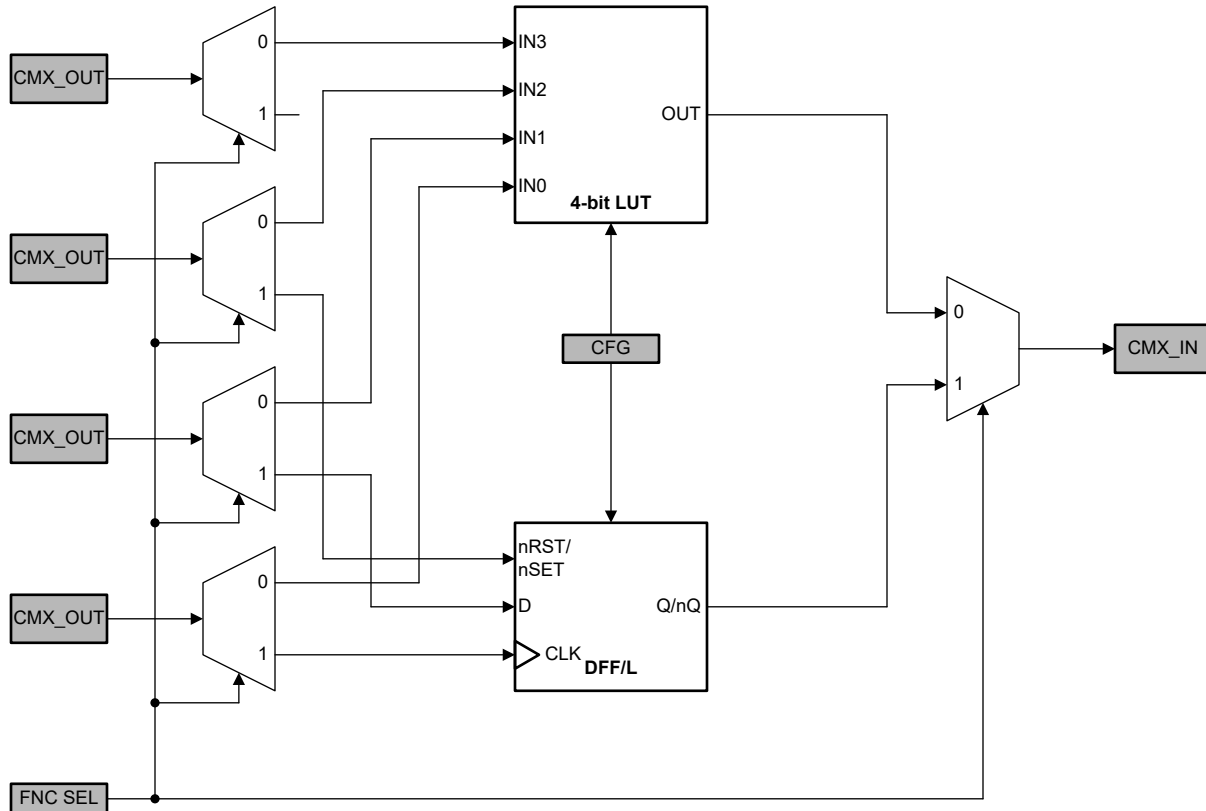 CMX_OUT
0
1
CMX_OUT
0
1
CMX_OUT
0
1
CMX_OUT
0
1
FNC SEL
IN3
IN2
IN1
IN0
OUT
4-bit LUT
CFG
nRST/
nSET
D
CLK
Q/nQ
DFF/L
0
1
CMX_IN